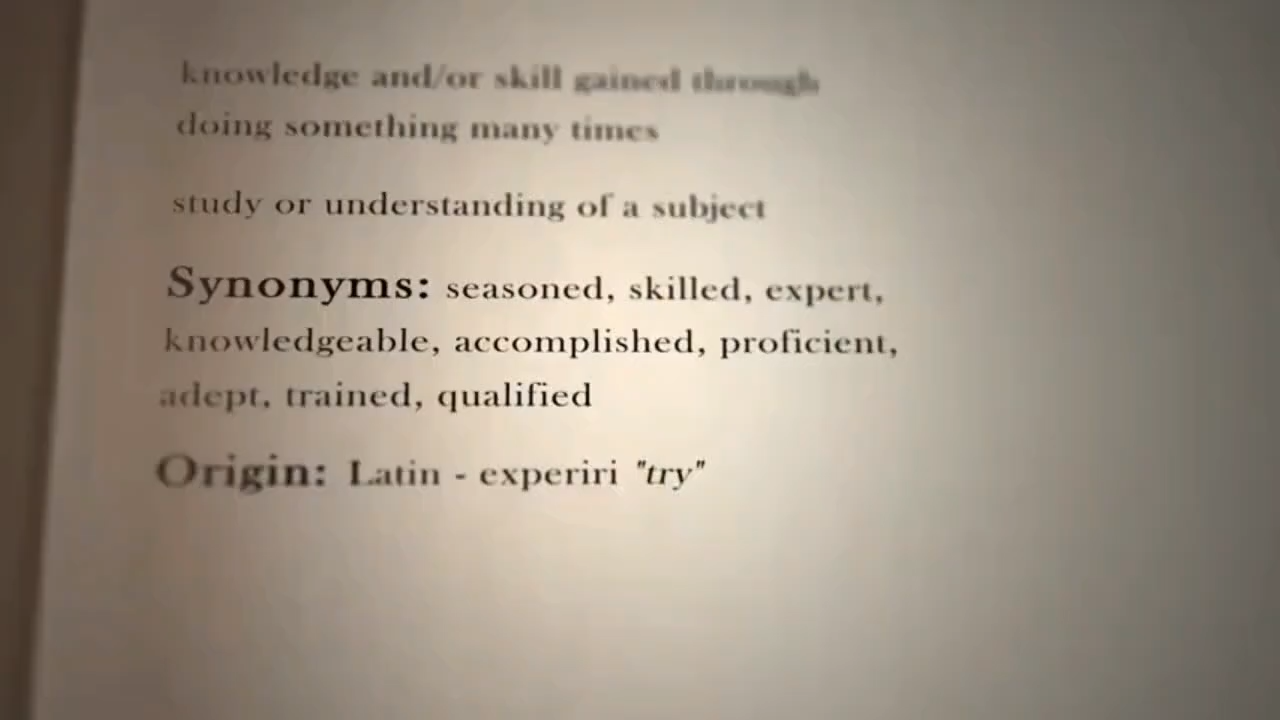 knowledge and/or skill gained through
doing something many times
study or understanding of a subject
Synonyms: seasoned, skilled, expert,
knowledgeable, accomplished, proficient,
adept, trained, qualified
Origin: Latin - experiri "try"